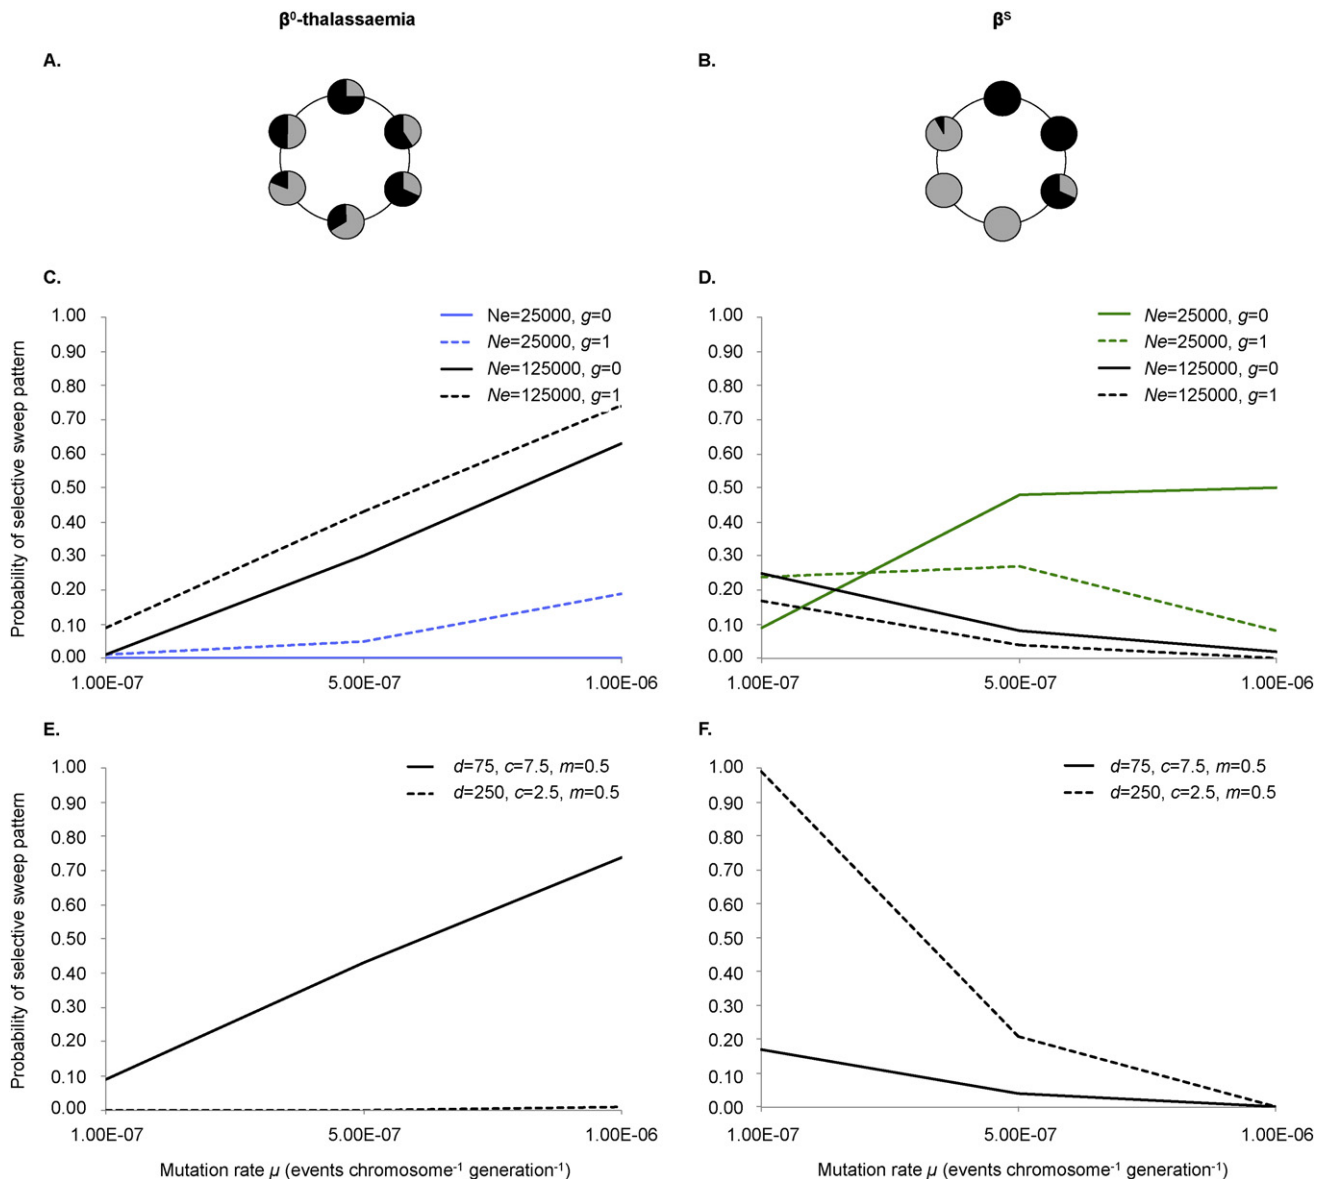 β⁰-thalassaemia
βˢ
A.
B.
C.
D.
Probability of selective sweep pattern
1.00
0.90
0.80
0.70
0.60
0.50
0.40
0.30
0.20
0.10
0.00
1.00E-07
5.00E-07
1.00E-06
Ne=25000, g=0
Ne=25000, g=1
Ne=125000, g=0
Ne=125000, g=1
1.00
0.90
0.80
0.70
0.60
0.50
0.40
0.30
0.20
0.10
0.00
1.00E-07
5.00E-07
1.00E-06
Ne=25000, g=0
Ne=25000, g=1
Ne=125000, g=0
Ne=125000, g=1
E.
F.
Probability of selective sweep pattern
1.00
0.90
0.80
0.70
0.60
0.50
0.40
0.30
0.20
0.10
0.00
1.00E-07
5.00E-07
1.00E-06
d=75, c=7.5, m=0.5
d=250, c=2.5, m=0.5
Mutation rate μ (events chromosome⁻¹ generation⁻¹)
1.00
0.90
0.80
0.70
0.60
0.50
0.40
0.30
0.20
0.10
0.00
1.00E-07
5.00E-07
1.00E-06
d=75, c=7.5, m=0.5
d=250, c=2.5, m=0.5
Mutation rate μ (events chromosome⁻¹ generation⁻¹)